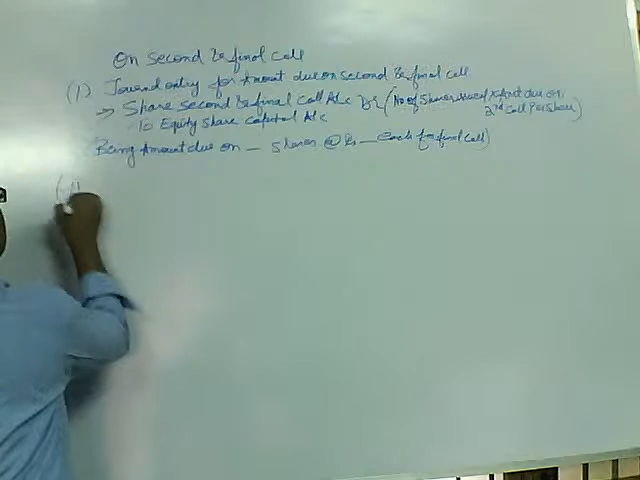 On Second & final call
(1) Journal entry for Amount due on second & final call
→ Share Second & final call A/c Dr (No of Shares issued x Amt due on 2nd Call Per Share)
To Equity share capital A/c
Being Amount due on _ shares @ Rs _ each for final call)
(